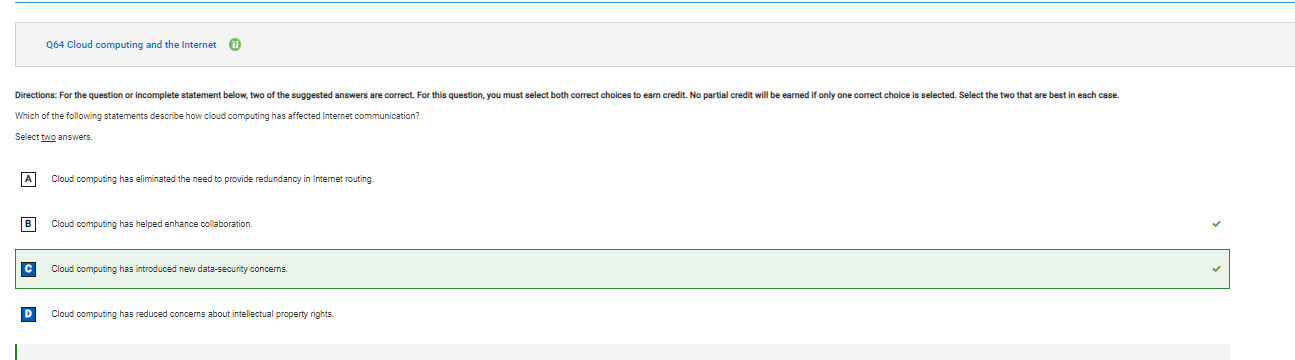 Q64 Cloud computing and the Internet
Directions: For the question or incomplete statement below, two of the suggested answers are correct. For this question, you must select both correct choices to earn credit. No partial credit will be earned if only one correct choice is selected. Select the two that are best in each case.
Which of the following statements describe how cloud computing has affected Internet communication?
Select two answers.
A Cloud computing has eliminated the need to provide redundancy in Internet routing.
B Cloud computing has helped enhance collaboration.
C Cloud computing has introduced new data-security concerns.
D Cloud computing has reduced concerns about intellectual property rights.